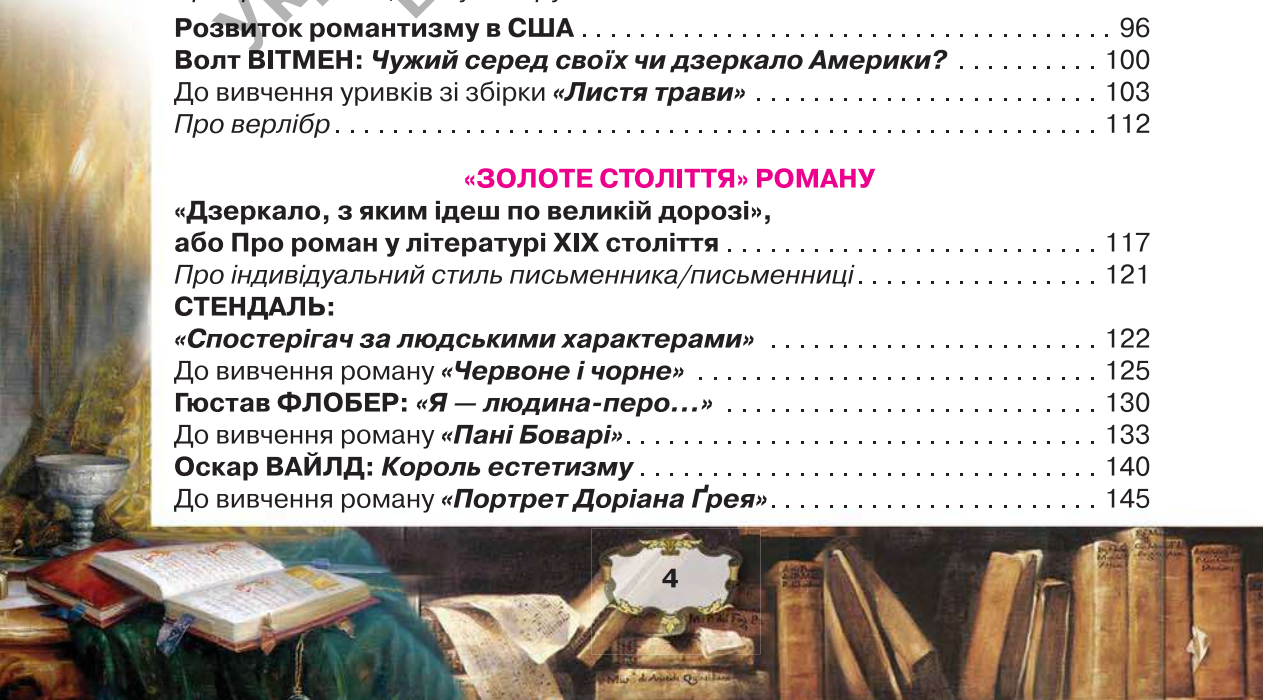 Розвиток романтизму в США . . . . . . . . . . . . . . . . . . . . . . . . . . . . . . . . . . . . . 96
Волт ВІТМЕН: Чужий серед своїх чи дзеркало Америки? . . . . . . . . . . 100
До вивчення уривків зі збірки «Листя трави» . . . . . . . . . . . . . . . . . . . . . . . . 103
Про верлібр . . . . . . . . . . . . . . . . . . . . . . . . . . . . . . . . . . . . . . . . . . . . . . . . . . . . . 112
«ЗОЛОТЕ СТОЛІТТЯ» РОМАНУ
«Дзеркало, з яким ідеш по великій дорозі»,
або Про роман у літературі XIX століття . . . . . . . . . . . . . . . . . . . . . . . . . . 117
Про індивідуальний стиль письменника/письменниці . . . . . . . . . . . . . . . . . 121
СТЕНДАЛЬ:
«Спостерігач за людськими характерами» . . . . . . . . . . . . . . . . . . . . . . . 122
До вивчення роману «Червоне і чорне» . . . . . . . . . . . . . . . . . . . . . . . . . . . . 125
Гюстав ФЛОБЕР: «Я — людина-перо...» . . . . . . . . . . . . . . . . . . . . . . . . . . 130
До вивчення роману «Пані Боварі» . . . . . . . . . . . . . . . . . . . . . . . . . . . . . . . . . 133
Оскар ВАЙЛД: Король естетизму . . . . . . . . . . . . . . . . . . . . . . . . . . . . . . . . 140
До вивчення роману «Портрет Доріана Ґрея» . . . . . . . . . . . . . . . . . . . . . . . 145
4